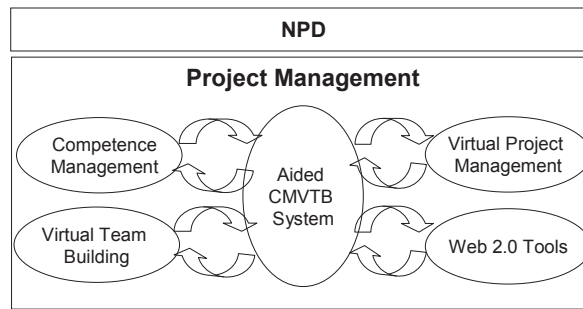 NPD
Project Management
Competence
Management
Aided
CMVTB
System
Virtual Project
Management
Virtual Team
Building
Web 2.0 Tools